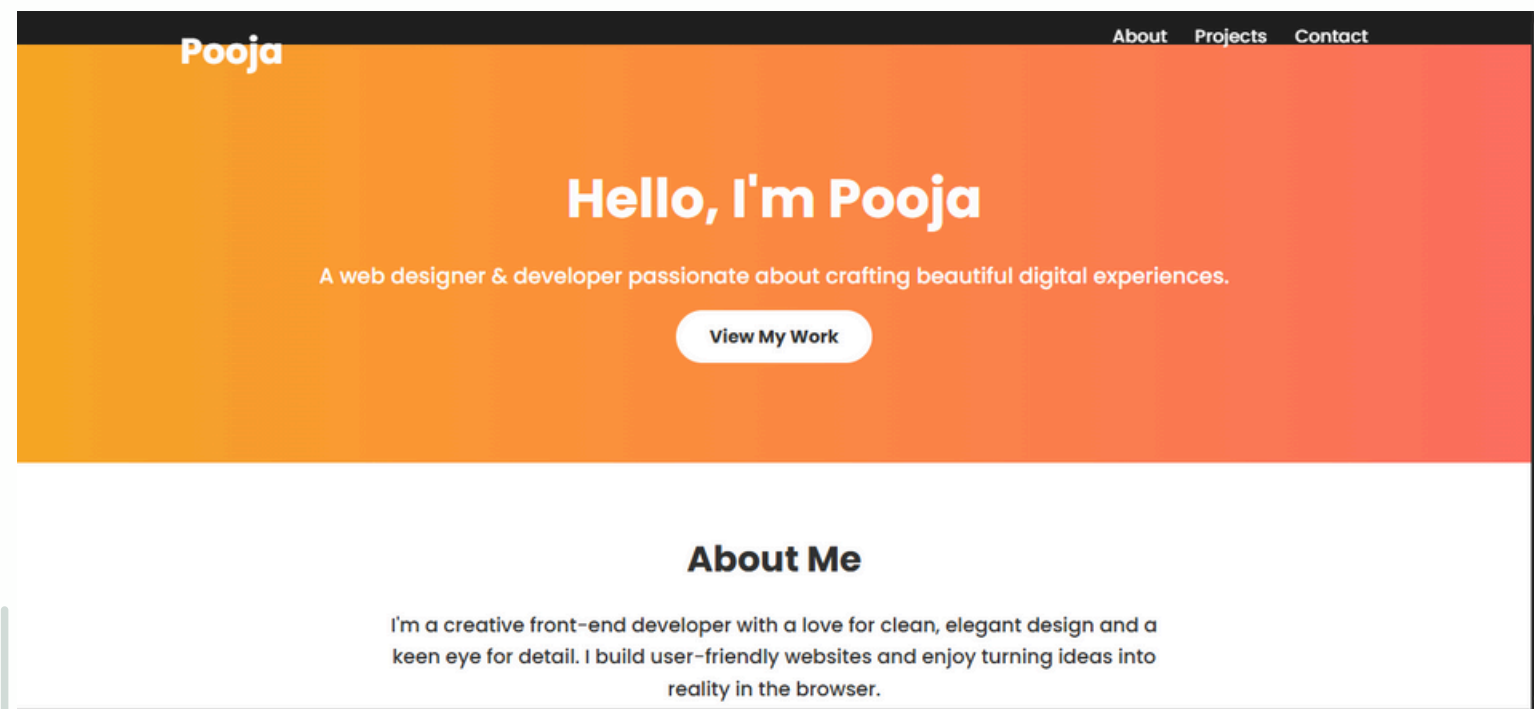 Pooja
About Projects Contact
Hello, I'm Pooja
A web designer & developer passionate about crafting beautiful digital experiences.
View My Work
About Me
I'm a creative front-end developer with a love for clean, elegant design and a
keen eye for detail. I build user-friendly websites and enjoy turning ideas into
reality in the browser.